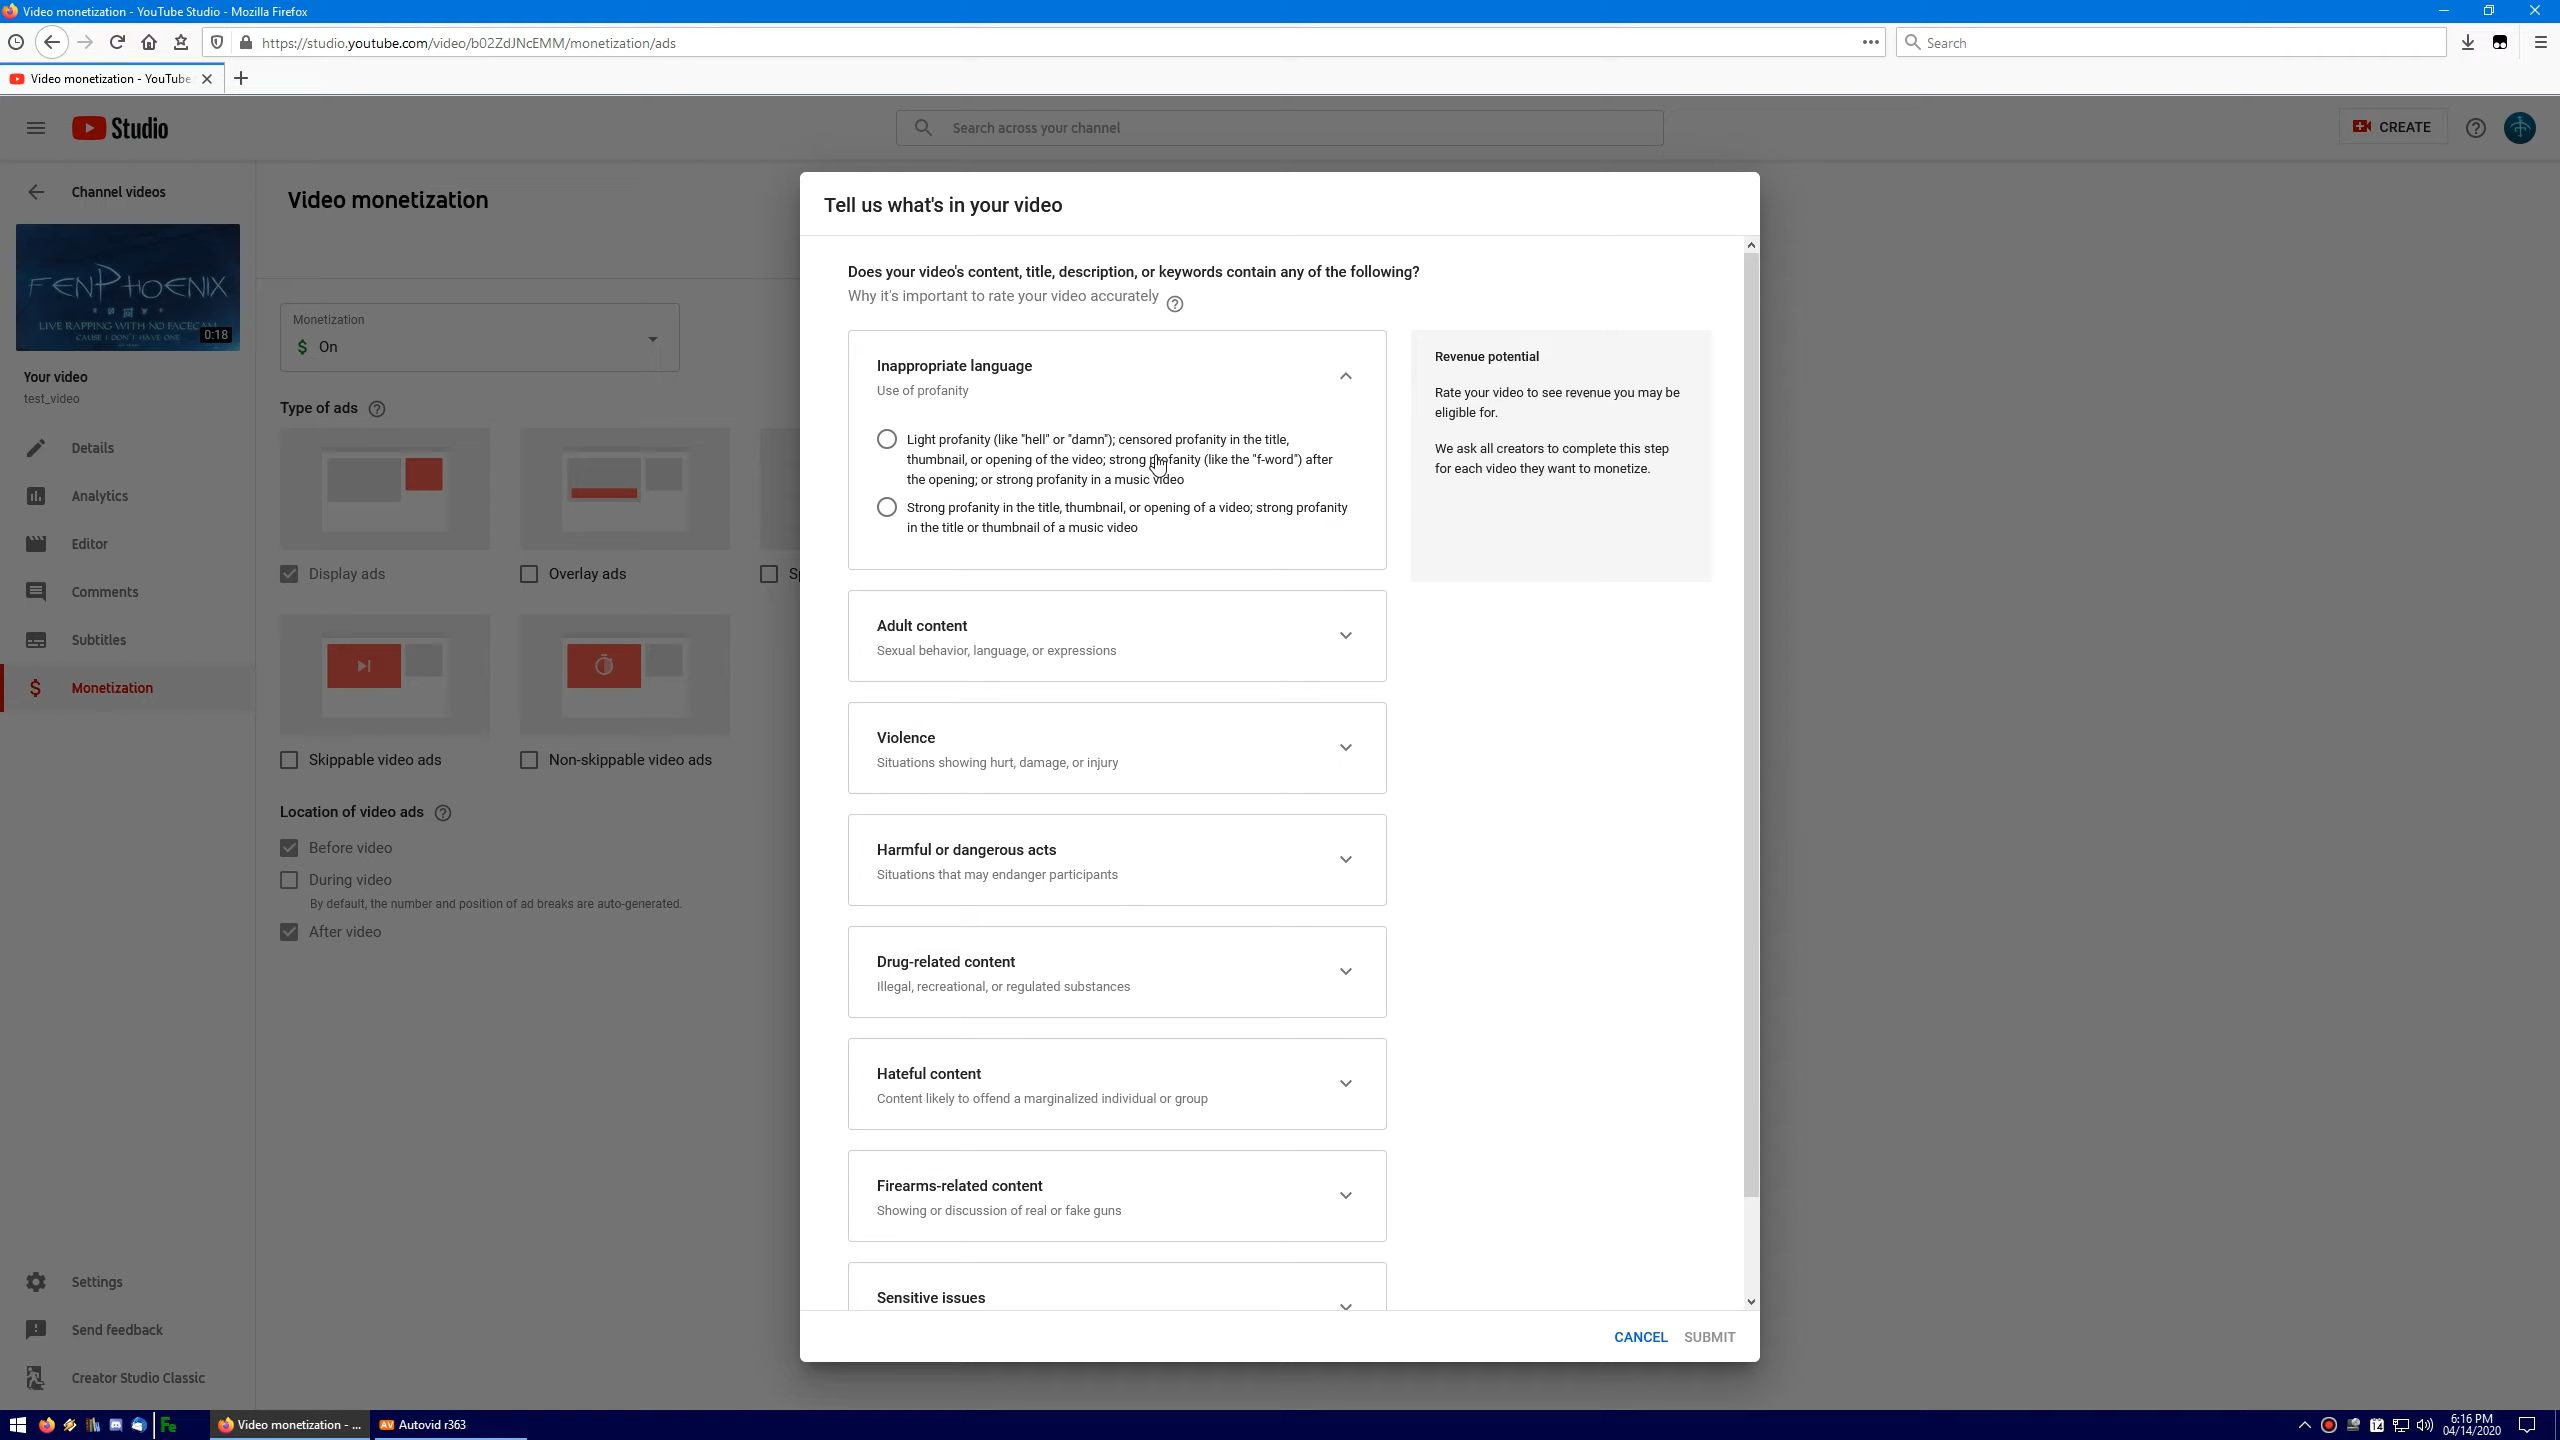 Video monetization - YouTube Studio - Mozilla Firefox
https://studio.youtube.com/video/b02ZdJNcEMM/monetization/ads
Search
Video monetization - YouTube
Studio
Search across your channel
CREATE
Channel videos
FENPHOENIX
LIVE RAPPING WITH NO FACECAM
CAUSE I DON'T HAVE ONE
0:18
Your video
test_video
Details
Analytics
Editor
Comments
Subtitles
Monetization
Settings
Send feedback
Creator Studio Classic
Video monetization
Monetization
$ On
Type of ads
Display ads
Overlay ads
Skippable video ads
Non-skippable video ads
Location of video ads
Before video
During video
By default, the number and position of ad breaks are auto-generated.
After video
Tell us what's in your video
Does your video's content, title, description, or keywords contain any of the following?
Why it's important to rate your video accurately
Inappropriate language
Use of profanity
Light profanity (like "hell" or "damn"); censored profanity in the title,
thumbnail, or opening of the video; strong profanity (like the "f-word") after
the opening; or strong profanity in a music video
Strong profanity in the title, thumbnail, or opening of a video; strong profanity
in the title or thumbnail of a music video
Adult content
Sexual behavior, language, or expressions
Violence
Situations showing hurt, damage, or injury
Harmful or dangerous acts
Situations that may endanger participants
Drug-related content
Illegal, recreational, or regulated substances
Hateful content
Content likely to offend a marginalized individual or group
Firearms-related content
Showing or discussion of real or fake guns
Sensitive issues
Revenue potential
Rate your video to see revenue you may be
eligible for.
We ask all creators to complete this step
for each video they want to monetize.
CANCEL SUBMIT
Fe
Video monetization - ...
AV Autovid r363
14
6:16 PM
04/14/2020